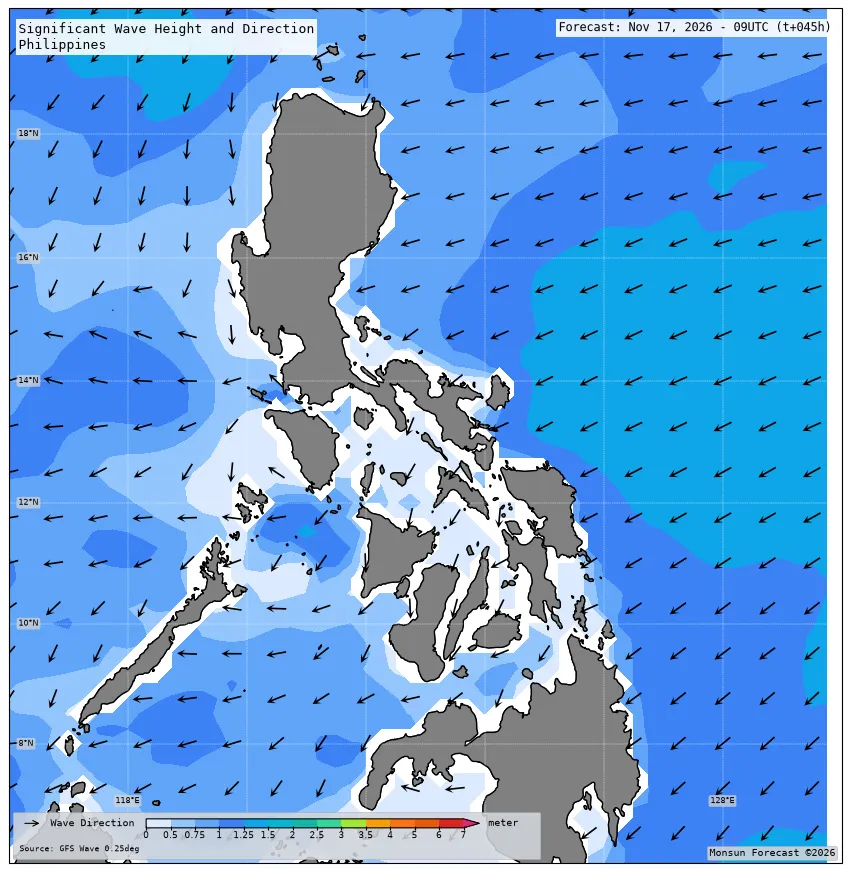 Significant Wave Height and Direction
Philippines
Forecast: Nov 17, 2026 - 09UTC (t+045h)
18°N
16°N
14°N
12°N
10°N
8°N
118°E
128°E
Wave Direction
meter
0 0.5 0.75 1 1.25 1.5 2 2.5 3 3.5 4 5 6 7
Source: GFS Wave 0.25deg
Monsun Forecast ©2026